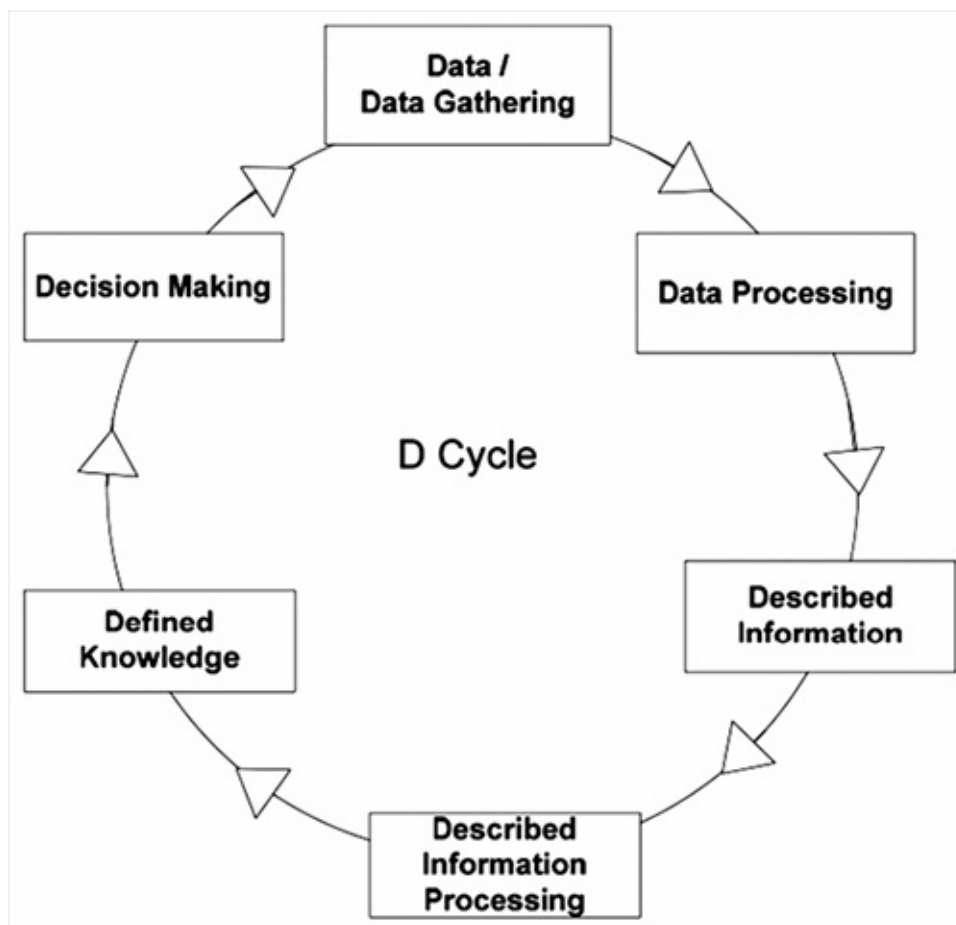 Data /
Data Gathering
Data Processing
Described
Information
Described
Information
Processing
Defined
Knowledge
Decision Making
D Cycle